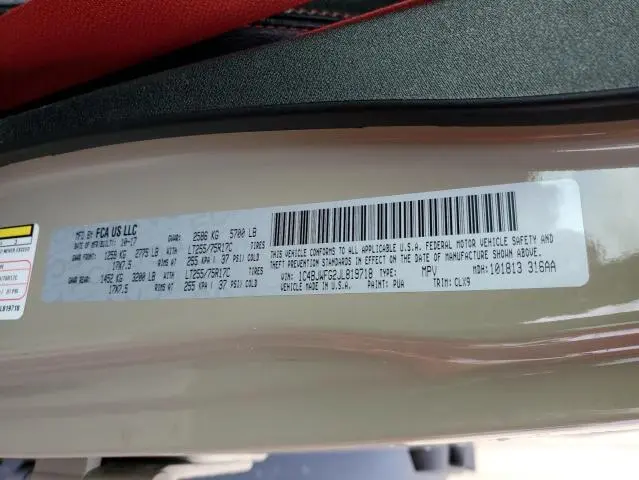 MFD BY: FCA US LLC
DATE OF MFR(BUILT): 10-17 GVWR: 2586 KG 5700 LB
GAWR FRONT: 1259 KG 2775 LB WITH LT255/75R17C TIRES
17X7.5 RIMS AT 255 KPA ( 37 PSI) COLD
GAWR REAR: 1452 KG 3200 LB WITH LT255/75R17C TIRES
17X7.5 RIMS AT 255 KPA ( 37 PSI) COLD
THIS VEHICLE CONFORMS TO ALL APPLICABLE U.S.A. FEDERAL MOTOR VEHICLE SAFETY AND
THEFT PREVENTION STANDARDS IN EFFECT ON THE DATE OF MANUFACTURE SHOWN ABOVE.
VIN: 1C4BJWFG2JL819718 TYPE: MPV MDH: 101813 316AA
VEHICLE MADE IN U.S.A. PAINT: PUA TRIM: CLX9
L819718